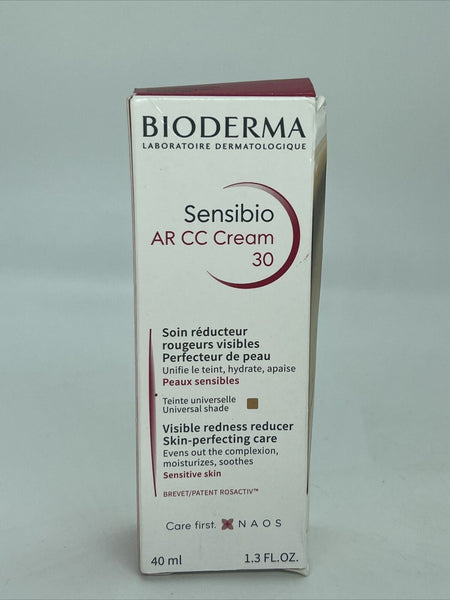 BIODERMA
LABORATOIRE DERMATOLOGIQUE
Sensibio
AR CC Cream
30
Soin réducteur
rougeurs visibles
Perfecteur de peau
Unifie le teint, hydrate, apaise
Peaux sensibles
Teinte universelle
Universal shade
Visible redness reducer
Skin-perfecting care
Evens out the complexion,
moisturizes, soothes
Sensitive skin
BREVET/PATENT ROSACTIV™
Care first. NAOS
40 ml 1.3 FL.OZ.